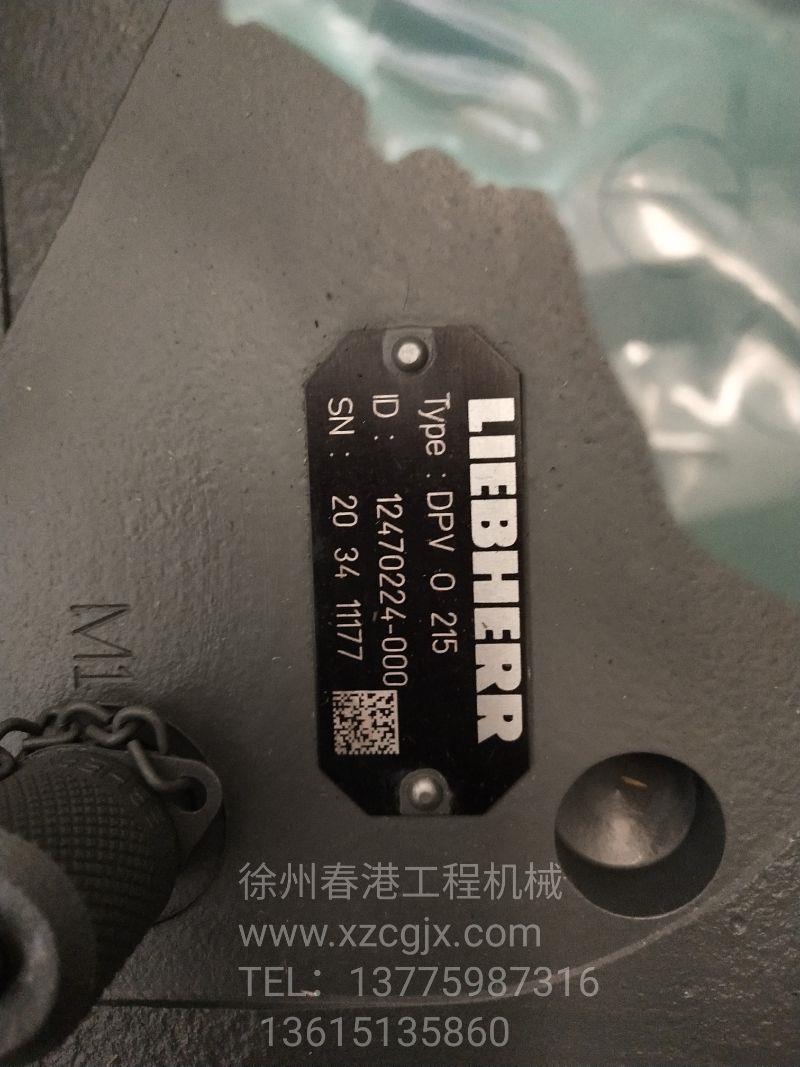 LIEBHERR
Type : DPV O 215
ID : 12470224-000
SN : 20 34 11177
M1
徐州春港工程机械
www.xzcgjx.com
TEL：13775987316
13615135860